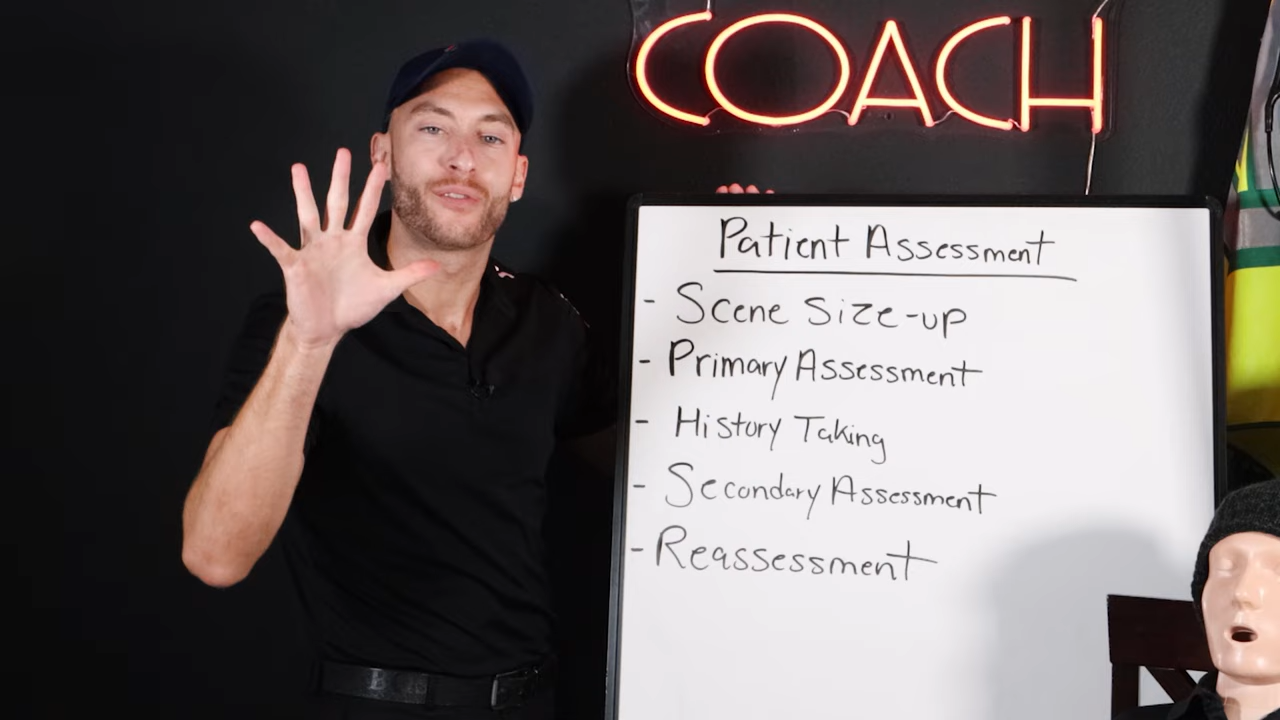 COACH
Patient Assessment
- Scene Size-up
- Primary Assessment
- History Taking
- Secondary Assessment
- Reassessment